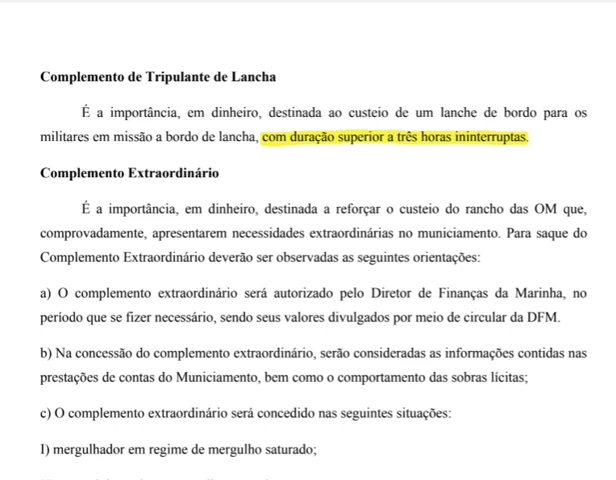 Complemento de Tripulante de Lancha
É a importância, em dinheiro, destinada ao custeio de um lanche de bordo para os
militares em missão a bordo de lancha, com duração superior a três horas ininterruptas.
Complemento Extraordinário
É a importância, em dinheiro, destinada a reforçar o custeio do rancho das OM que,
comprovadamente, apresentarem necessidades extraordinárias no municiamento. Para saque do
Complemento Extraordinário deverão ser observadas as seguintes orientações:
a) O complemento extraordinário será autorizado pelo Diretor de Finanças da Marinha, no
período que se fizer necessário, sendo seus valores divulgados por meio de circular da DFM.
b) Na concessão do complemento extraordinário, serão consideradas as informações contidas nas
prestações de contas do Municiamento, bem como o comportamento das sobras lícitas;
c) O complemento extraordinário será concedido nas seguintes situações:
I) mergulhador em regime de mergulho saturado;